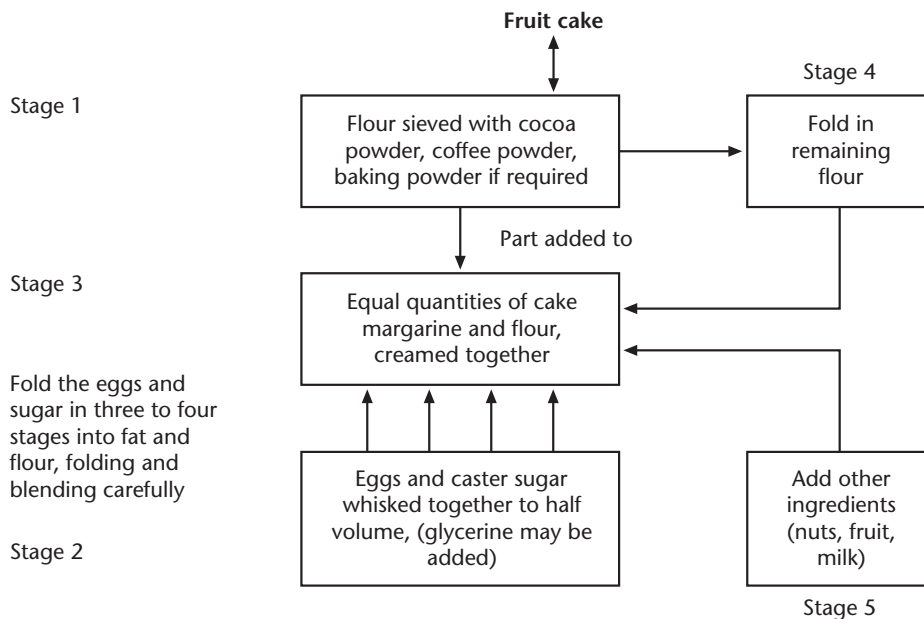 Fruit cake
Stage 4
Stage 1
Flour sieved with cocoa
powder, coffee powder,
baking powder if required
Fold in
remaining
flour
Part added to
Stage 3
Equal quantities of cake
margarine and flour,
creamed together
Fold the eggs and
sugar in three to four
stages into fat and
flour, folding and
blending carefully
Eggs and caster sugar
whisked together to half
volume, (glycerine may be
added)
Add other
ingredients
(nuts, fruit,
milk)
Stage 2
Stage 5